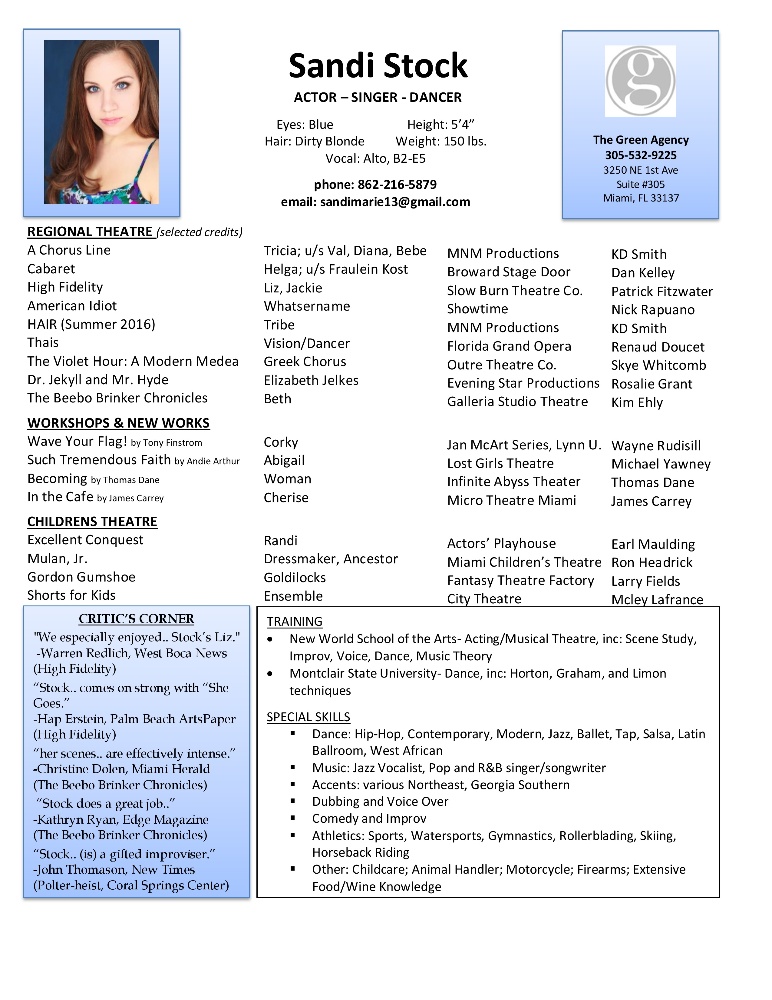 Sandi Stock
ACTOR – SINGER - DANCER
Eyes: Blue Height: 5’4”
Hair: Dirty Blonde Weight: 150 lbs.
Vocal: Alto, B2-E5
phone: 862-216-5879
email: sandimarie13@gmail.com
g
The Green Agency
305-532-9225
3250 NE 1st Ave
Suite #305
Miami, FL 33137
REGIONAL THEATRE (selected credits)
A Chorus Line Tricia; u/s Val, Diana, Bebe MNM Productions KD Smith
Cabaret Helga; u/s Fraulein Kost Broward Stage Door Dan Kelley
High Fidelity Liz, Jackie Slow Burn Theatre Co. Patrick Fitzwater
American Idiot Whatsername Showtime Nick Rapuano
HAIR (Summer 2016) Tribe MNM Productions KD Smith
Thais Vision/Dancer Florida Grand Opera Renaud Doucet
The Violet Hour: A Modern Medea Greek Chorus Outre Theatre Co. Skye Whitcomb
Dr. Jekyll and Mr. Hyde Elizabeth Jelkes Evening Star Productions Rosalie Grant
The Beebo Brinker Chronicles Beth Galleria Studio Theatre Kim Ehly
WORKSHOPS & NEW WORKS
Wave Your Flag! by Tony Finstrom Corky Jan McArt Series, Lynn U. Wayne Rudisill
Such Tremendous Faith by Andie Arthur Abigail Lost Girls Theatre Michael Yawney
Becoming by Thomas Dane Woman Infinite Abyss Theater Thomas Dane
In the Cafe by James Carrey Cherise Micro Theatre Miami James Carrey
CHILDRENS THEATRE
Excellent Conquest Randi Actors’ Playhouse Earl Maulding
Mulan, Jr. Dressmaker, Ancestor Miami Children’s Theatre Ron Headrick
Gordon Gumshoe Goldilocks Fantasy Theatre Factory Larry Fields
Shorts for Kids Ensemble City Theatre Mcley Lafrance
CRITIC’S CORNER
"We especially enjoyed.. Stock’s Liz."
-Warren Redlich, West Boca News
(High Fidelity)
“Stock.. comes on strong with “She
Goes.”
-Hap Erstein, Palm Beach ArtsPaper
(High Fidelity)
“her scenes.. are effectively intense.”
-Christine Dolen, Miami Herald
(The Beebo Brinker Chronicles)
“Stock does a great job..”
-Kathryn Ryan, Edge Magazine
(The Beebo Brinker Chronicles)
“Stock.. (is) a gifted improviser.”
-John Thomason, New Times
(Polter-heist, Coral Springs Center)
TRAINING
• New World School of the Arts- Acting/Musical Theatre, inc: Scene Study,
Improv, Voice, Dance, Music Theory
• Montclair State University- Dance, inc: Horton, Graham, and Limon
techniques
SPECIAL SKILLS
▪ Dance: Hip-Hop, Contemporary, Modern, Jazz, Ballet, Tap, Salsa, Latin
Ballroom, West African
▪ Music: Jazz Vocalist, Pop and R&B singer/songwriter
▪ Accents: various Northeast, Georgia Southern
▪ Dubbing and Voice Over
▪ Comedy and Improv
▪ Athletics: Sports, Watersports, Gymnastics, Rollerblading, Skiing,
Horseback Riding
▪ Other: Childcare; Animal Handler; Motorcycle; Firearms; Extensive
Food/Wine Knowledge